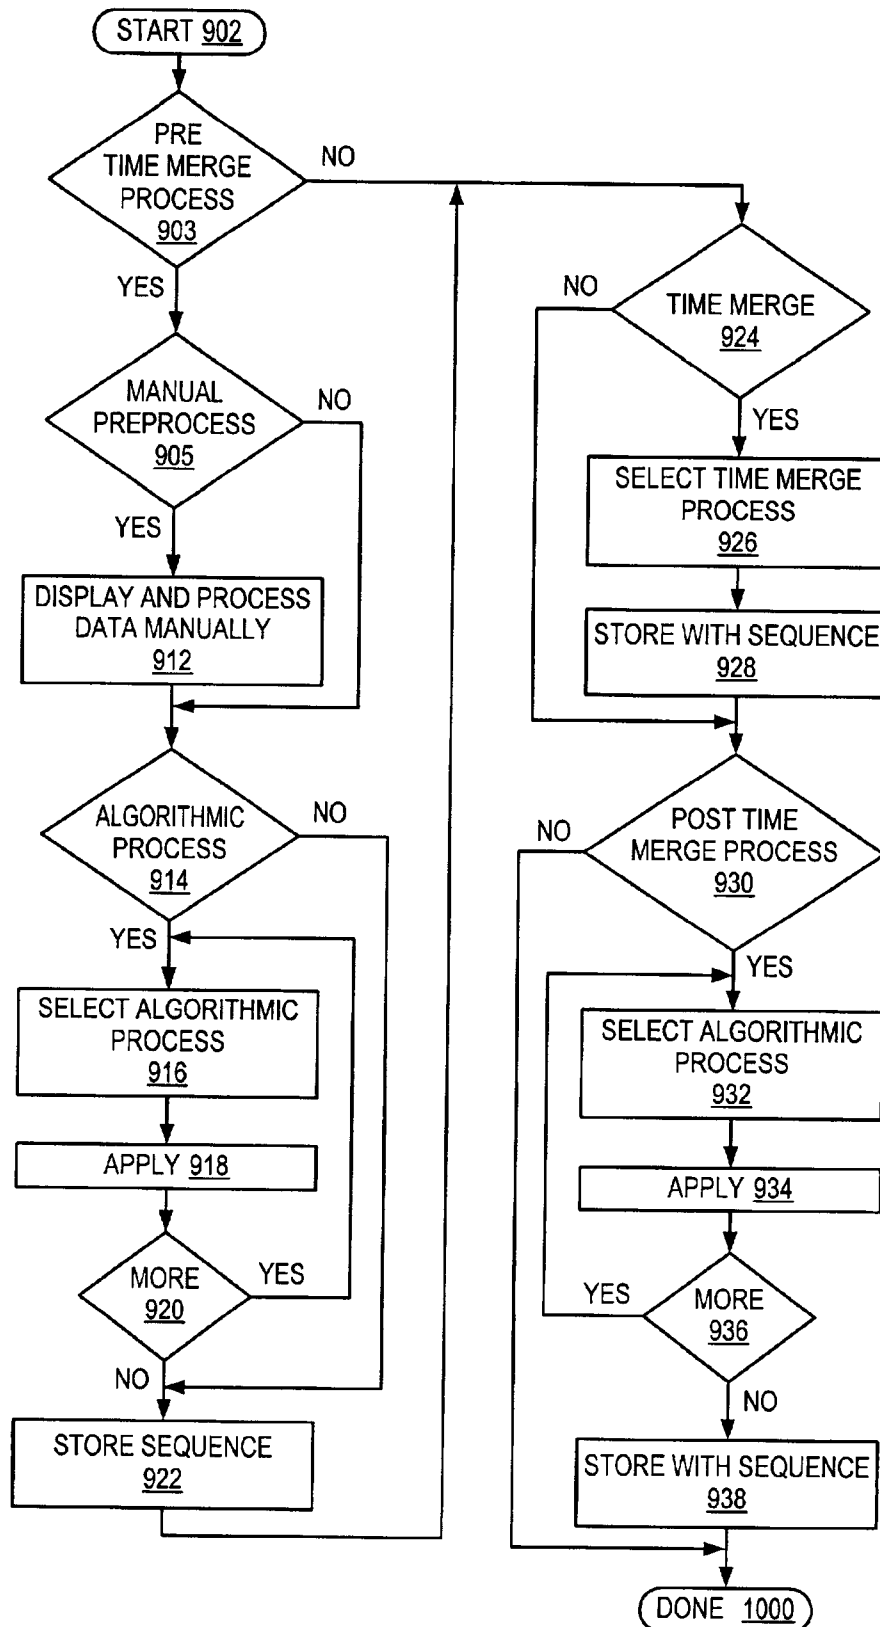 START 902
PRE
TIME MERGE
PROCESS
903
NO
YES
MANUAL
PREPROCESS
905
NO
YES
DISPLAY AND PROCESS
DATA MANUALLY
912
ALGORITHMIC
PROCESS
914
NO
YES
SELECT ALGORITHMIC
PROCESS
916
APPLY 918
MORE
920
YES
NO
STORE SEQUENCE
922
TIME MERGE
924
NO
YES
SELECT TIME MERGE
PROCESS
926
STORE WITH SEQUENCE
928
POST TIME
MERGE PROCESS
930
NO
YES
SELECT ALGORITHMIC
PROCESS
932
APPLY 934
MORE
936
YES
NO
STORE WITH SEQUENCE
938
DONE 1000